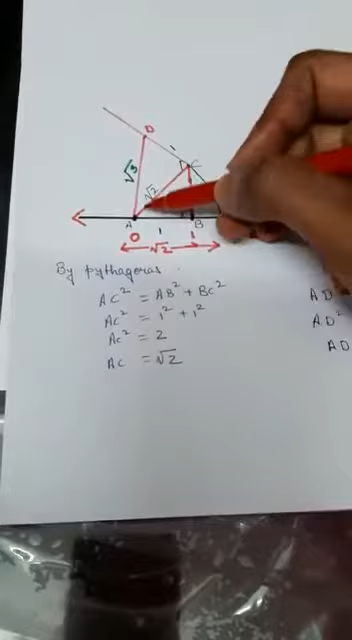 D
1
C
√3
√2
A
B
0
1
1
√2
By pythagoras.
AC² = AB² + BC²
AC² = 1² + 1²
AC² = 2
AC = √2
AD
AD²
AD